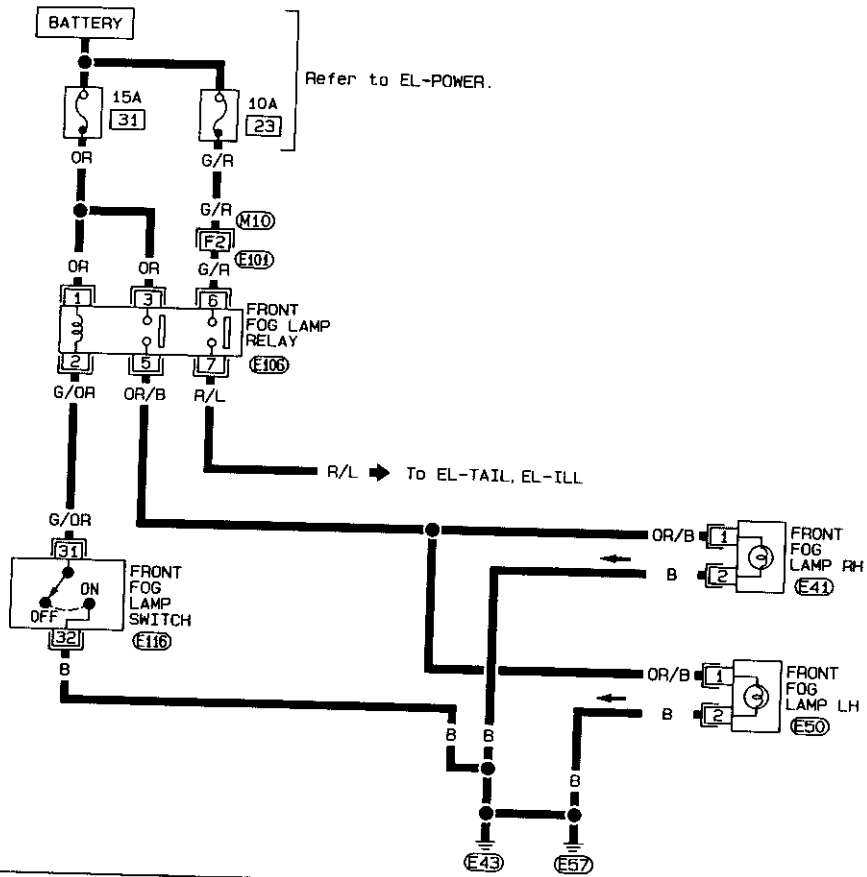 BATTERY
Refer to EL-POWER.
15A
31
10A
23
OR
G/R
G/R
M10
F2
E101
OR
OR
G/R
1
3
6
FRONT
FOG LAMP
RELAY
E106
2
5
7
G/OR
OR/B
R/L
R/L
To EL-TAIL, EL-ILL
G/OR
31
OFF
ON
FRONT
FOG
LAMP
SWITCH
E116
32
B
OR/B
1
B
2
FRONT
FOG
LAMP RH
E41
OR/B
1
B
2
FRONT
FOG
LAMP LH
E50
B
B
B
E43
E57